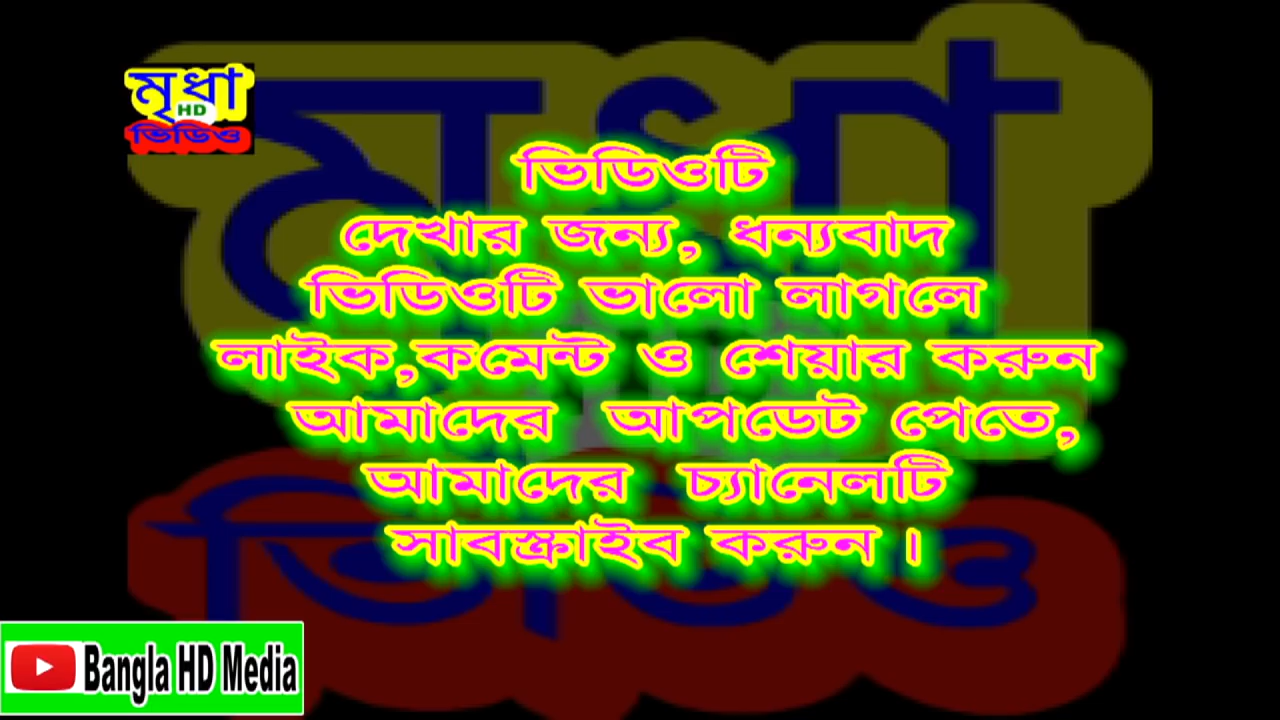 মৃধা
HD
ভিডিও
ভিডিওটি
দেখার জন্য, ধন্যবাদ
ভিডিওটি ভালো লাগলে
লাইক,কমেন্ট ও শেয়ার করুন
আমাদের আপডেট পেতে,
আমাদের চ্যানেলটি
সাবস্ক্রাইব করুন ।
Bangla HD Media